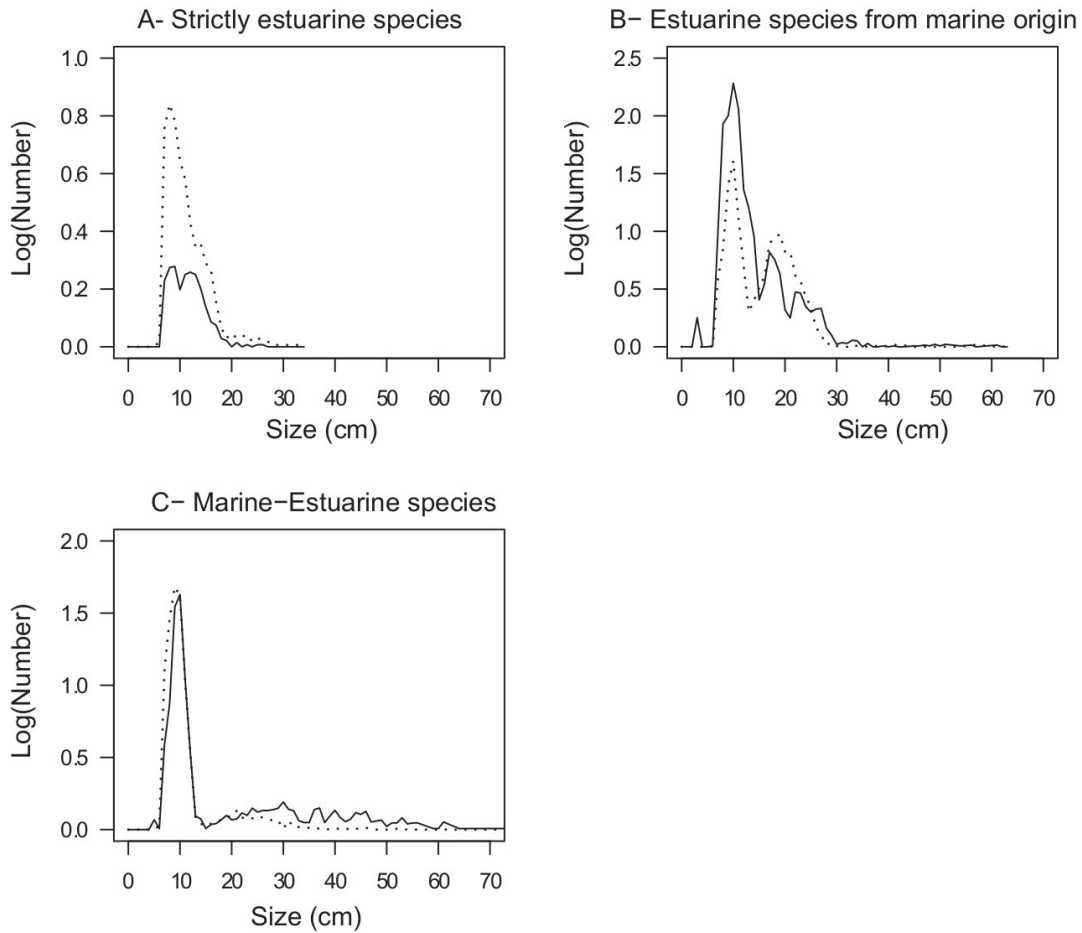 A- Strictly estuarine species
B− Estuarine species from marine origin
Log(Number)
1.0
0.8
0.6
0.4
0.2
0.0
0 10 20 30 40 50 60 70
Size (cm)
Log(Number)
2.5
2.0
1.5
1.0
0.5
0.0
0 10 20 30 40 50 60 70
Size (cm)
C− Marine−Estuarine species
Log(Number)
2.0
1.5
1.0
0.5
0.0
0 10 20 30 40 50 60 70
Size (cm)